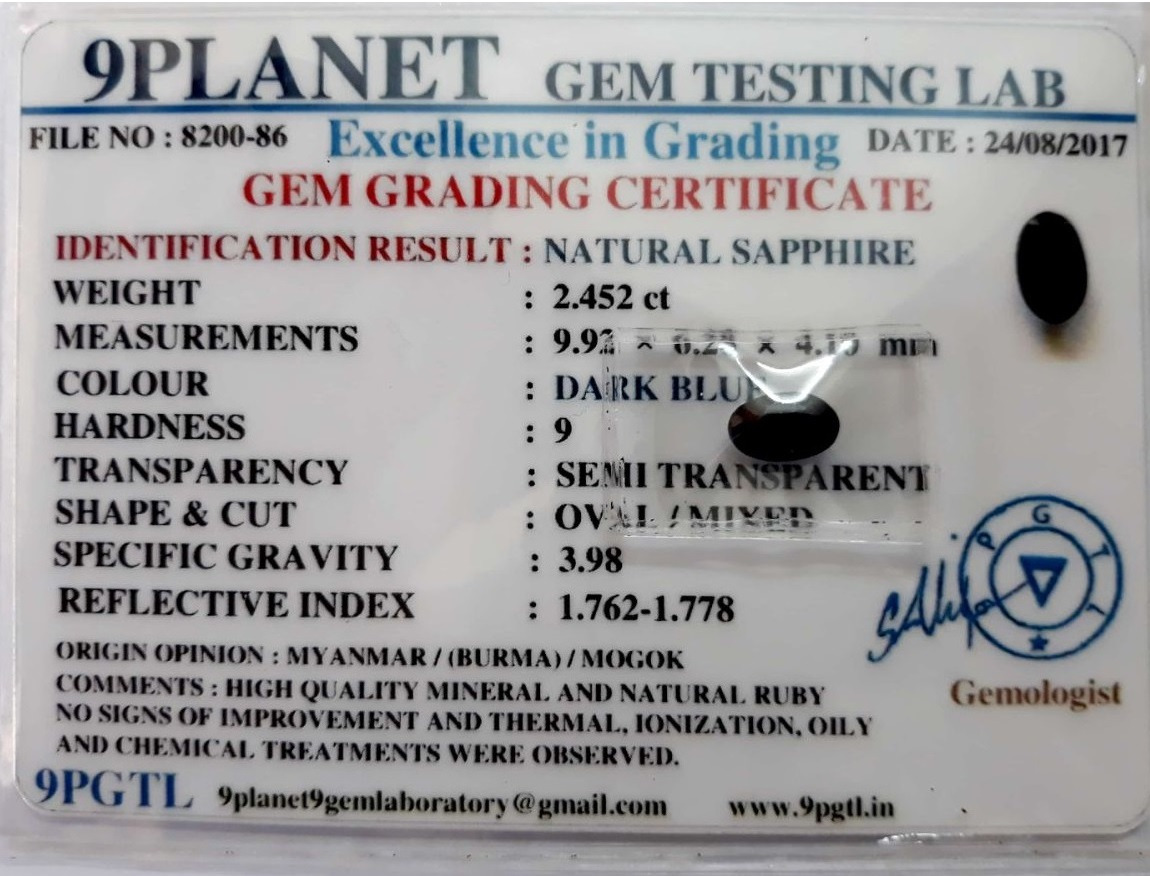 9PLANET GEM TESTING LAB
FILE NO : 8200-86 Excellence in Grading DATE : 24/08/2017
GEM GRADING CERTIFICATE
IDENTIFICATION RESULT : NATURAL SAPPHIRE
WEIGHT : 2.452 ct
MEASUREMENTS : × × mm
COLOUR : DARK BLUE
HARDNESS : 9
TRANSPARENCY : SEMI TRANSPARENT
SHAPE & CUT : OVAL / MIXED
SPECIFIC GRAVITY : 3.98
REFLECTIVE INDEX : 1.762-1.778
ORIGIN OPINION : MYANMAR / (BURMA) / MOGOK
COMMENTS : HIGH QUALITY MINERAL AND NATURAL RUBY
NO SIGNS OF IMPROVEMENT AND THERMAL, IONIZATION, OILY
AND CHEMICAL TREATMENTS WERE OBSERVED.
P G T L
Gemologist
9PGTL 9planet9gemlaboratory@gmail.com www.9pgtl.in